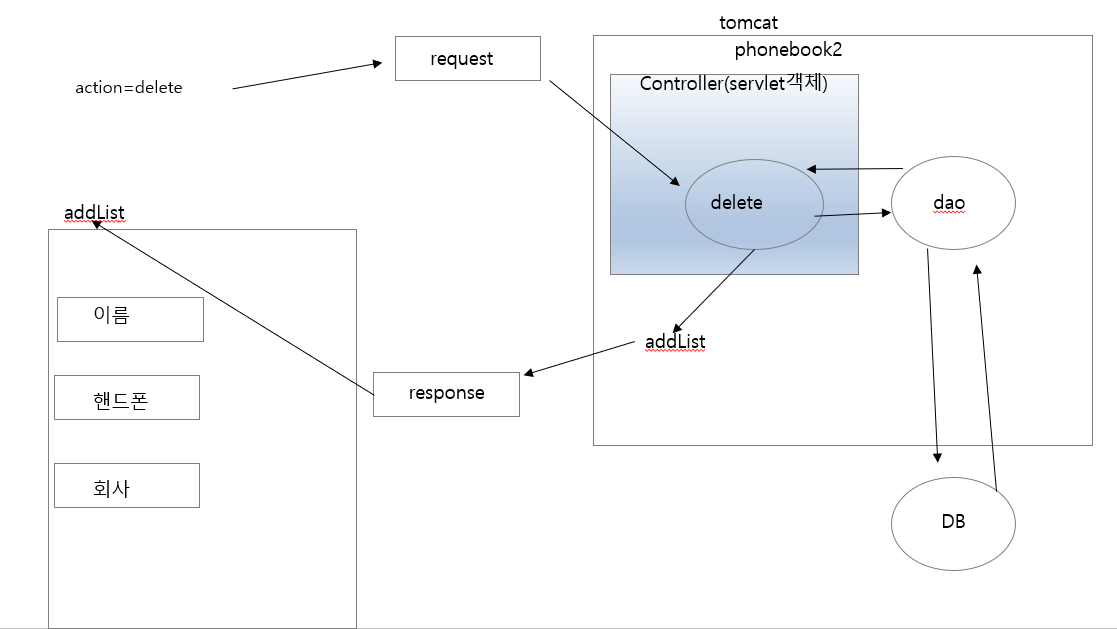 tomcat
phonebook2
request
action=delete
Controller(servlet객체)
delete
dao
addList
이름
핸드폰
회사
addList
response
DB